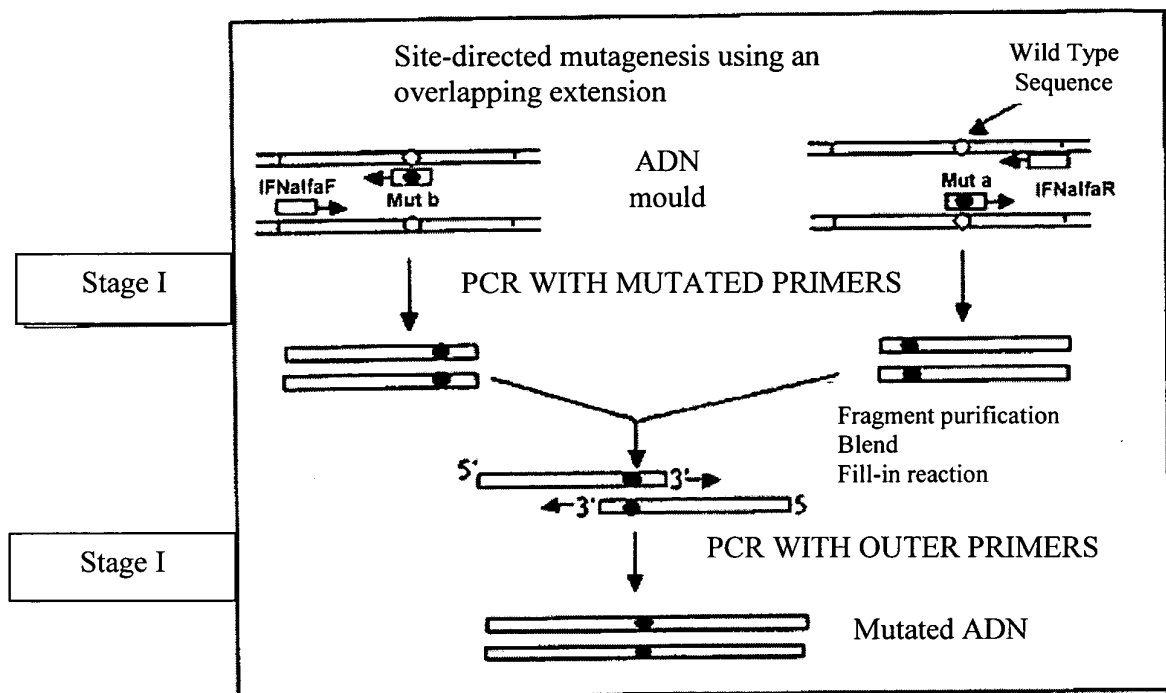 Site-directed mutagenesis using an
overlapping extension
Wild Type
Sequence
ADN
mould
IFNalfaF
Mut b
Mut a
IFNalfaR
Stage I
PCR WITH MUTATED PRIMERS
Fragment purification
Blend
Fill-in reaction
5'
3'
3'
5
Stage I
PCR WITH OUTER PRIMERS
Mutated ADN